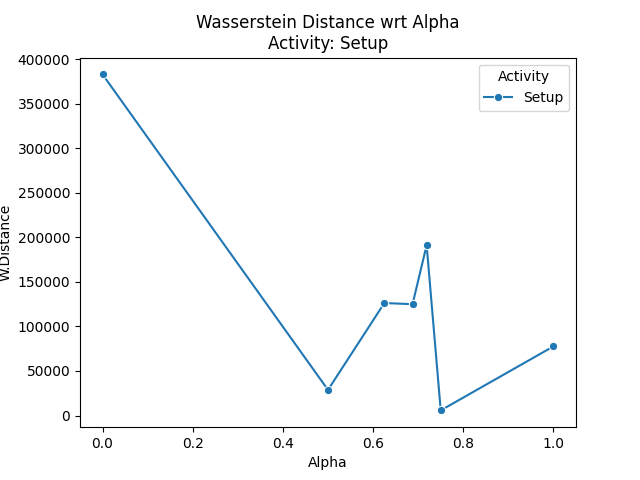 Wasserstein Distance wrt Alpha
Activity: Setup
Activity
Setup
400000
350000
300000
250000
200000
150000
100000
50000
0
W.Distance
0.0 0.2 0.4 0.6 0.8 1.0
Alpha